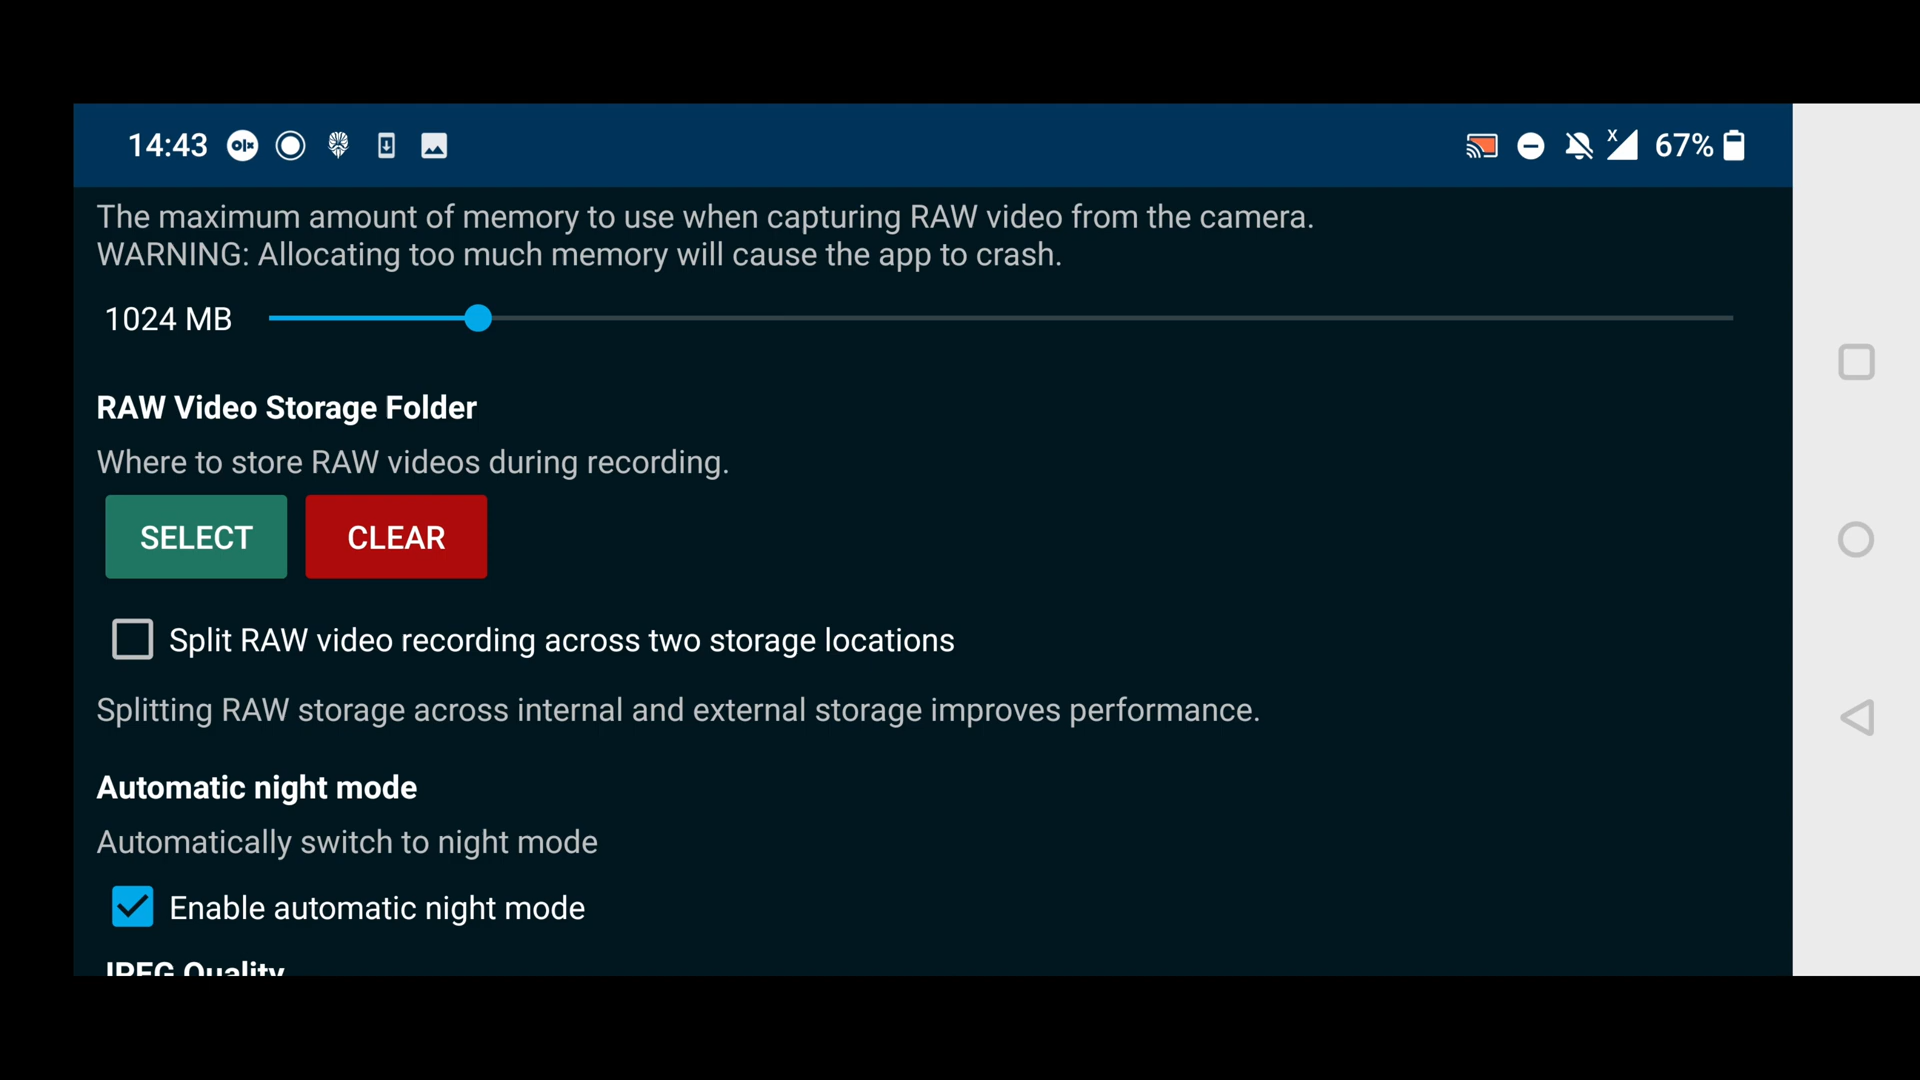 14:43 olx x 67%
The maximum amount of memory to use when capturing RAW video from the camera.
WARNING: Allocating too much memory will cause the app to crash.
1024 MB
RAW Video Storage Folder
Where to store RAW videos during recording.
SELECT CLEAR
Split RAW video recording across two storage locations
Splitting RAW storage across internal and external storage improves performance.
Automatic night mode
Automatically switch to night mode
Enable automatic night mode
JPEG Quality